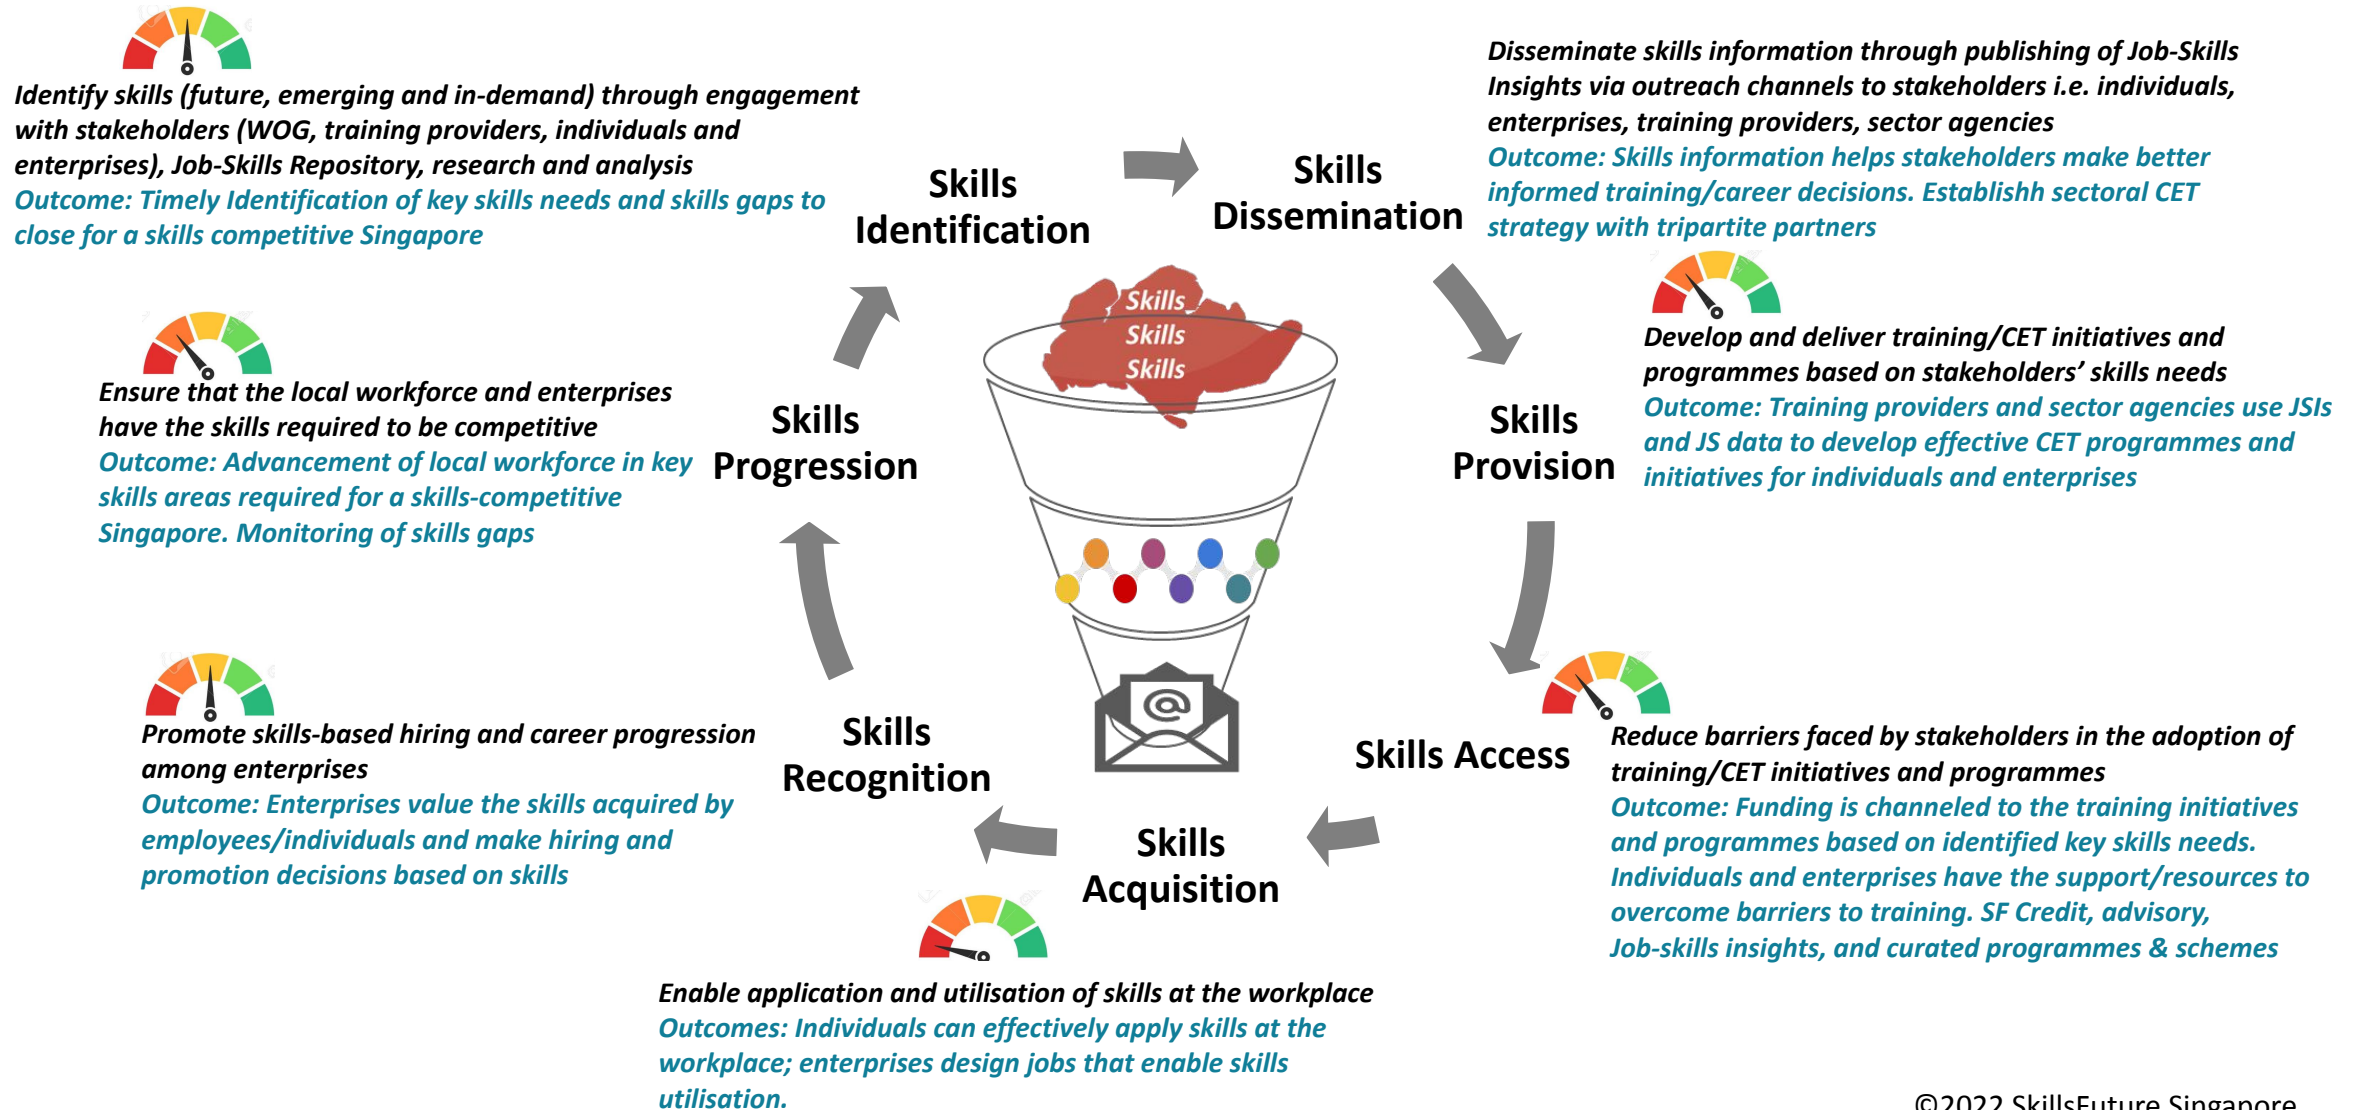 Identify skills (future, emerging and in-demand) through engagement
with stakeholders (WOG, training providers, individuals and
enterprises), Job-Skills Repository, research and analysis
Outcome: Timely Identification of key skills needs and skills gaps to
close for a skills competitive Singapore
Skills
Identification
Skills
Dissemination
Disseminate skills information through publishing of Job-Skills
Insights via outreach channels to stakeholders i.e. individuals,
enterprises, training providers, sector agencies
Outcome: Skills information helps stakeholders make better
informed training/career decisions. Establishh sectoral CET
strategy with tripartite partners
Skills
Skills
Skills
Ensure that the local workforce and enterprises
have the skills required to be competitive
Outcome: Advancement of local workforce in key
skills areas required for a skills-competitive
Singapore. Monitoring of skills gaps
Skills
Progression
Skills
Provision
Develop and deliver training/CET initiatives and
programmes based on stakeholders’ skills needs
Outcome: Training providers and sector agencies use JSIs
and JS data to develop effective CET programmes and
initiatives for individuals and enterprises
Promote skills-based hiring and career progression
among enterprises
Outcome: Enterprises value the skills acquired by
employees/individuals and make hiring and
promotion decisions based on skills
Skills
Recognition
@
Skills Access
Reduce barriers faced by stakeholders in the adoption of
training/CET initiatives and programmes
Outcome: Funding is channeled to the training initiatives
and programmes based on identified key skills needs.
Individuals and enterprises have the support/resources to
overcome barriers to training. SF Credit, advisory,
Job-skills insights, and curated programmes & schemes
Skills
Acquisition
Enable application and utilisation of skills at the workplace
Outcomes: Individuals can effectively apply skills at the
workplace; enterprises design jobs that enable skills
utilisation.
©2022 SkillsFuture Singapore